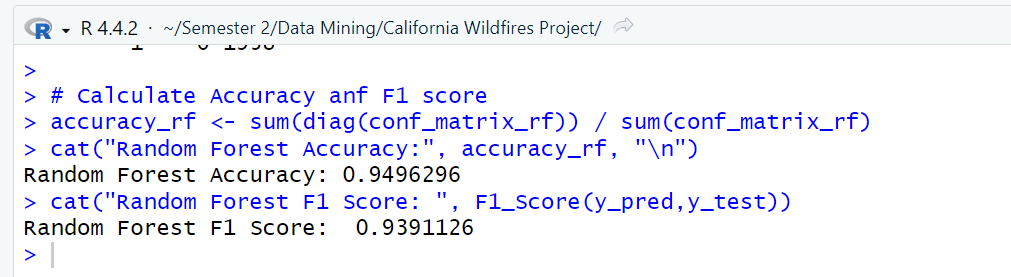 R 4.4.2 · ~/Semester 2/Data Mining/California Wildfires Project/
>
> # Calculate Accuracy anf F1 score
> accuracy_rf <- sum(diag(conf_matrix_rf)) / sum(conf_matrix_rf)
> cat("Random Forest Accuracy:", accuracy_rf, "\n")
Random Forest Accuracy: 0.9496296
> cat("Random Forest F1 Score: ", F1_Score(y_pred,y_test))
Random Forest F1 Score:  0.9391126
>